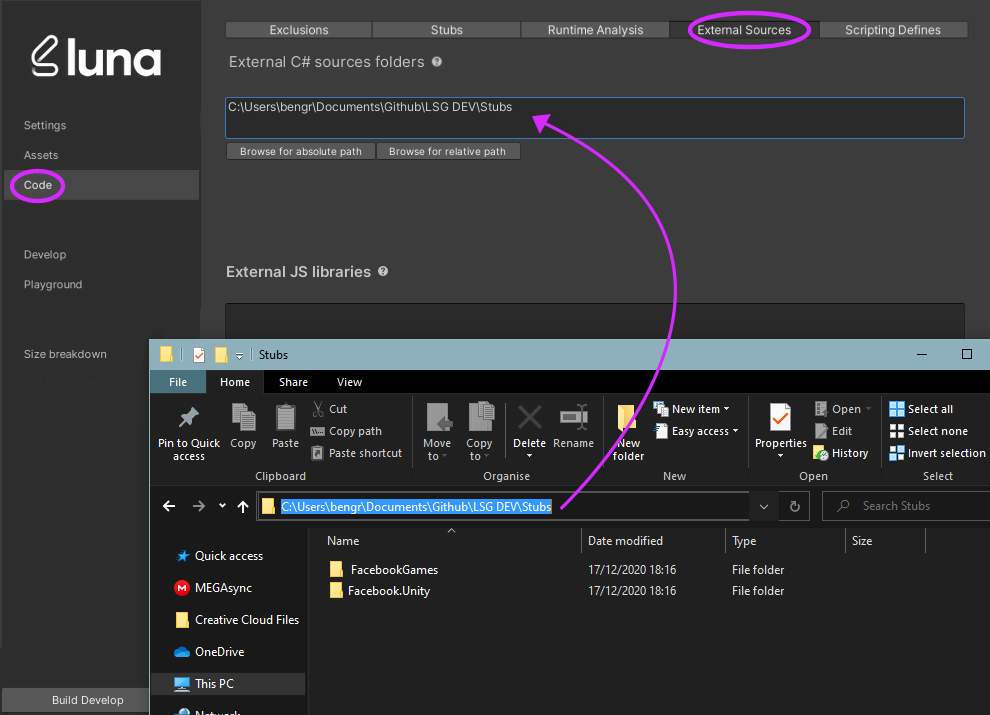 luna
Settings
Assets
Code
Develop
Playground
Size breakdown
Build Develop
Exclusions Stubs Runtime Analysis External Sources Scripting Defines
External C# sources folders ?
C:\Users\bengr\Documents\Github\LSG DEV\Stubs
Browse for absolute path Browse for relative path
External JS libraries ?
Stubs
File Home Share View
Pin to Quick access
Copy
Paste
Cut
Copy path
Paste shortcut
Clipboard
Move to
Copy to
Delete
Rename
Organise
New folder
New item
Easy access
New
Properties
Open
Edit
History
Open
Select all
Select none
Invert selection
Select
C:\Users\bengr\Documents\Github\LSG DEV\Stubs
Search Stubs
Quick access
M MEGAsync
Creative Cloud Files
OneDrive
This PC
Network
Name Date modified Type Size
FacebookGames 17/12/2020 18:16 File folder
Facebook.Unity 17/12/2020 18:16 File folder